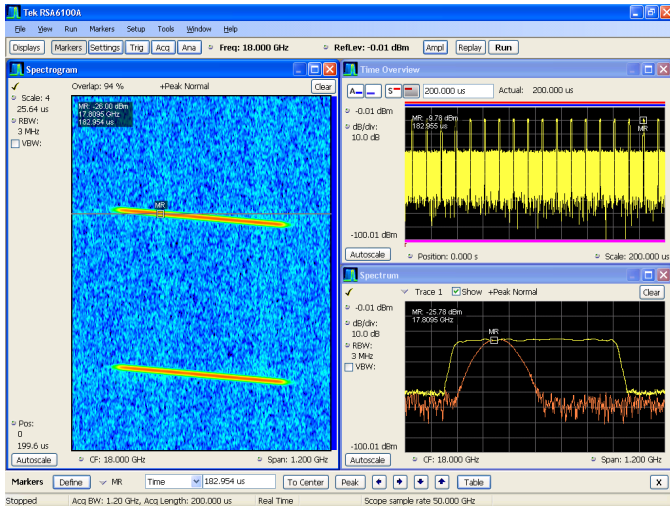 Tek RSA6100A
File View Run Markers Setup Tools Window Help
Displays Markers Settings Trig Acq Ana Freq: 18.000 GHz RefLev: -0.01 dBm Ampl Replay Run
Spectrogram
Overlap: 94 % +Peak Normal Clear
Scale: 4
25.64 us
RBW:
3 MHz
VBW:
MR: -26.00 dBm
17.8095 GHz
182.954 us
MR
Pos:
0
199.6 us
Autoscale CF: 18.000 GHz Span: 1.200 GHz
Time Overview
A S 200.000 us Actual: 200.000 us
-0.01 dBm
dB/div:
10.0 dB
MR: -9.78 dBm
182.955 us
MR
-100.01 dBm
Autoscale Position: 0.000 s Scale: 200.000 us
Spectrum
Trace 1 Show +Peak Normal Clear
-0.01 dBm
dB/div:
10.0 dB
RBW:
3 MHz
VBW:
MR: -25.78 dBm
17.8095 GHz
MR
-100.01 dBm
Autoscale CF: 18.000 GHz Span: 1.200 GHz
Markers Define MR Time 182.954 us To Center Peak Table X
Stopped Acq BW: 1.20 GHz, Acq Length: 200.000 us Real Time Scope sample rate 50.000 GHz